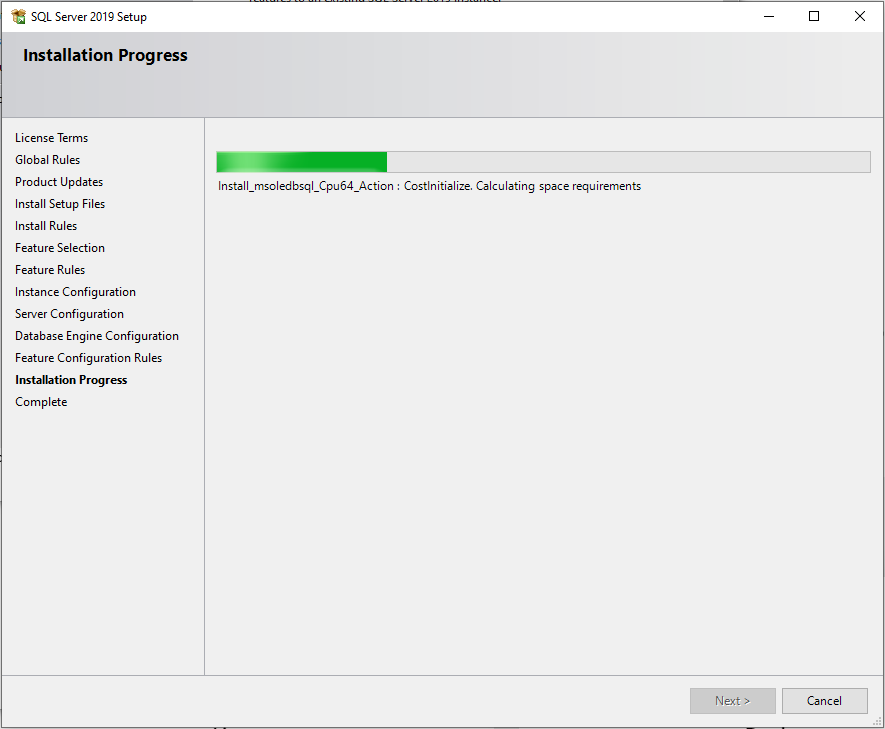 SQL Server 2019 Setup
Installation Progress
License Terms
Global Rules
Product Updates
Install Setup Files
Install Rules
Feature Selection
Feature Rules
Instance Configuration
Server Configuration
Database Engine Configuration
Feature Configuration Rules
Installation Progress
Complete
Install_msoledbsql_Cpu64_Action : CostInitialize. Calculating space requirements
Next >
Cancel